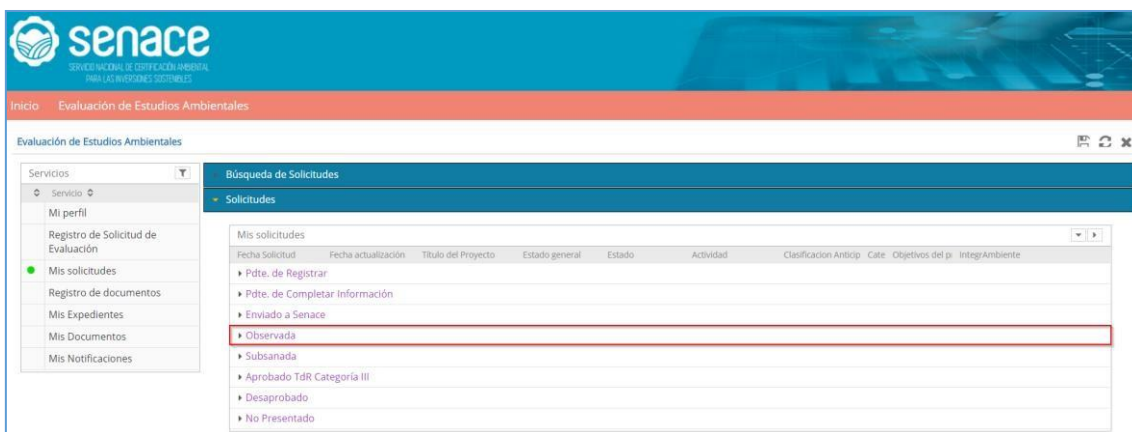 senace
SERVICIO NACIONAL DE CERTIFICACIÓN AMBIENTAL
PARA LAS INVERSIONES SOSTENIBLES
Inicio Evaluación de Estudios Ambientales
Evaluación de Estudios Ambientales
Servicios
Servicio
Mi perfil
Registro de Solicitud de
Evaluación
Mis solicitudes
Registro de documentos
Mis Expedientes
Mis Documentos
Mis Notificaciones
Búsqueda de Solicitudes
Solicitudes
Mis solicitudes
Fecha Solicitud Fecha actualización Título del Proyecto Estado general Estado Actividad Clasificacion Anticip Cate Objetivos del p IntegrAmbiente
Pdte. de Registrar
Pdte. de Completar Información
Enviado a Senace
Observada
Subsanada
Aprobado TdR Categoría III
Desaprobado
No Presentado